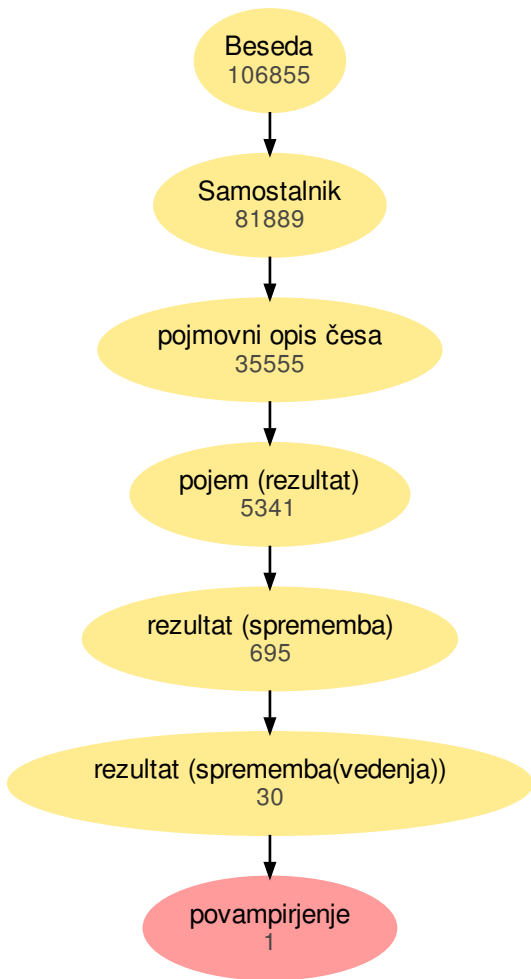 Beseda
106855
Samostalnik
81889
pojmovni opis česa
35555
pojem (rezultat)
5341
rezultat (sprememba)
695
rezultat (sprememba(vedenja))
30
povampirjenje
1